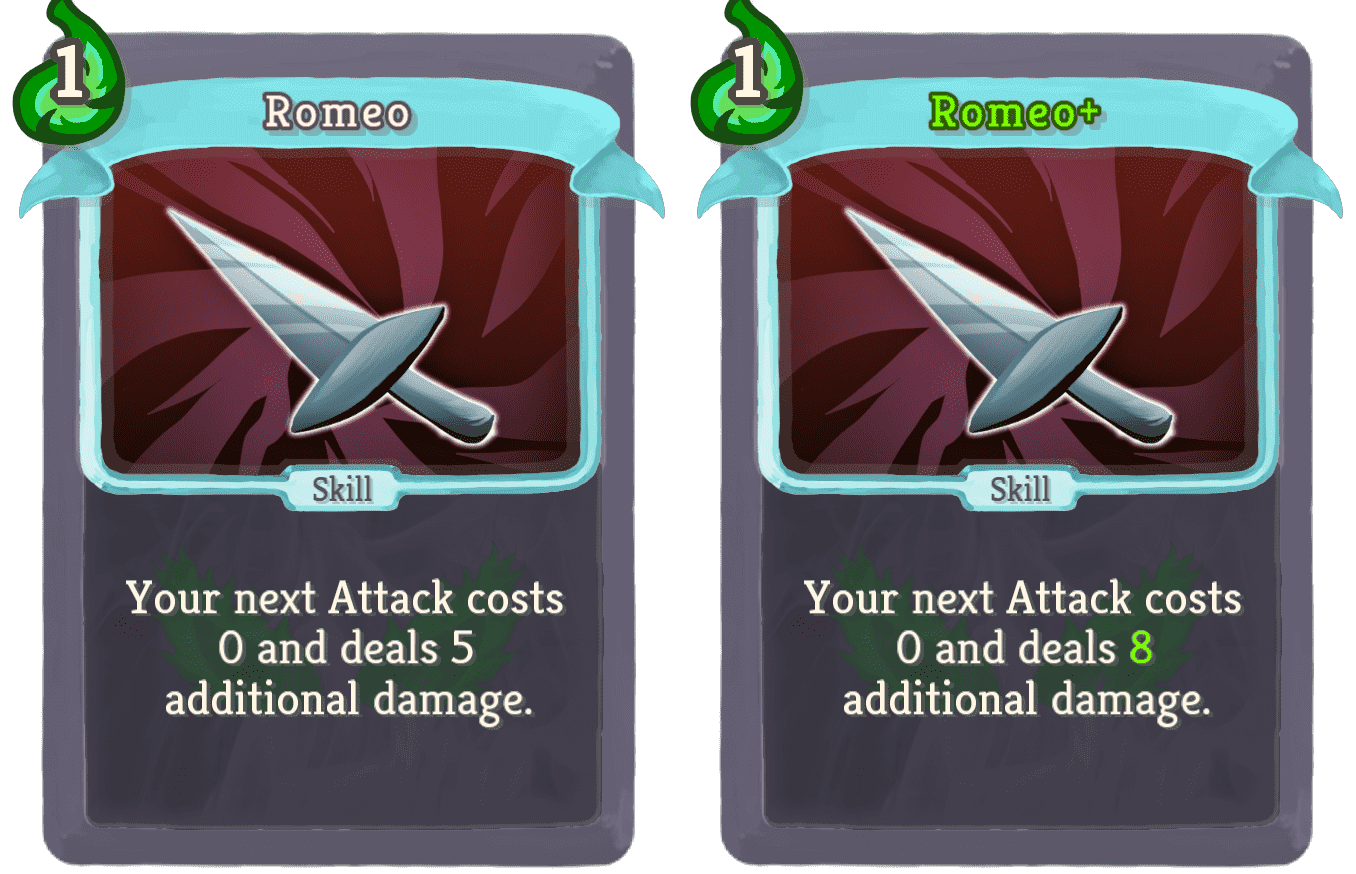 1
Romeo
Skill
Your next Attack costs
0 and deals 5
additional damage.
1
Romeo+
Skill
Your next Attack costs
0 and deals 8
additional damage.